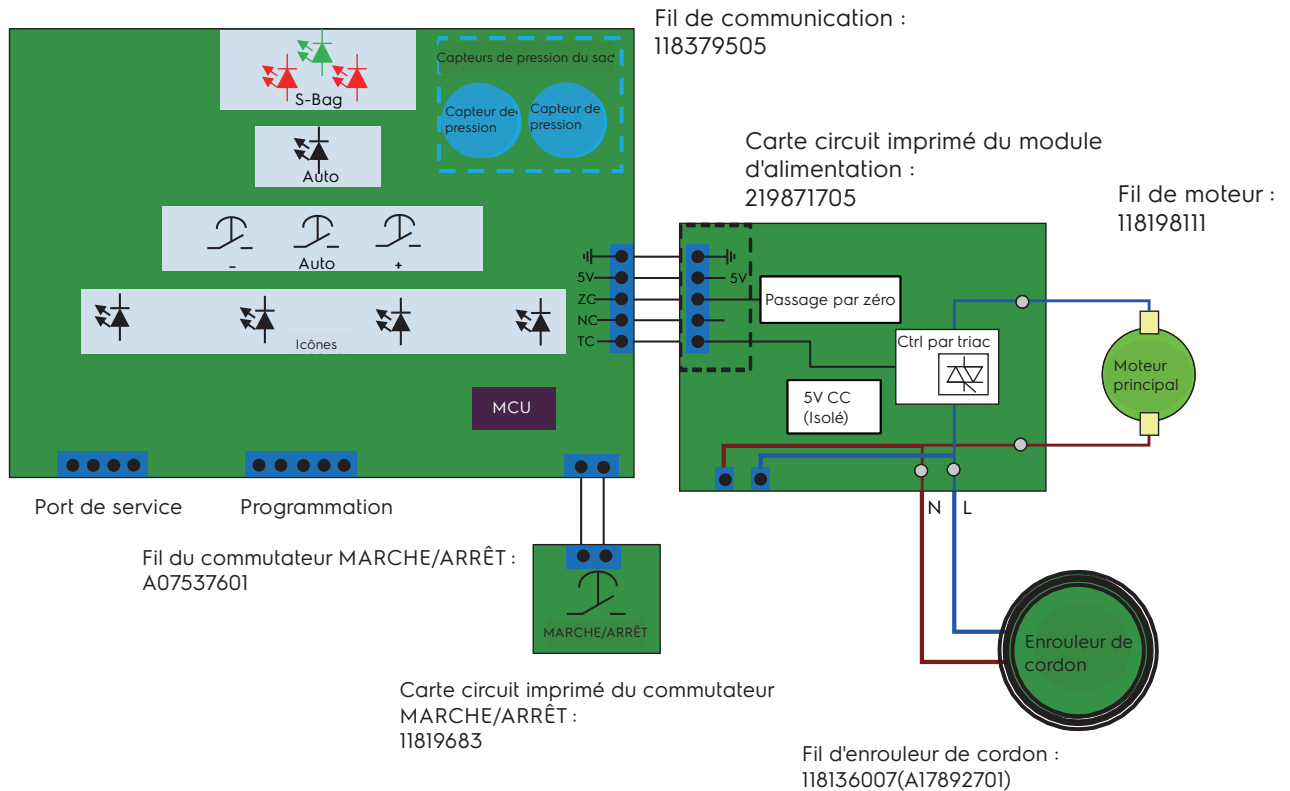 Fil de communication :
118379505
Capteurs de pression du sac
Capteur de
pression
Capteur de
pression
S-Bag
Auto
- Auto +
Icônes
MCU
5V
ZC
NC
TC
Carte circuit imprimé du module
d'alimentation :
219871705
5V
Passage par zéro
Ctrl par triac
5V CC
(Isolé)
N L
Fil de moteur :
118198111
Moteur
principal
Port de service
Programmation
Fil du commutateur MARCHE/ARRÊT :
A07537601
MARCHE/ARRÊT
Carte circuit imprimé du commutateur
MARCHE/ARRÊT :
11819683
Enrouleur de
cordon
Fil d'enrouleur de cordon :
118136007(A17892701)